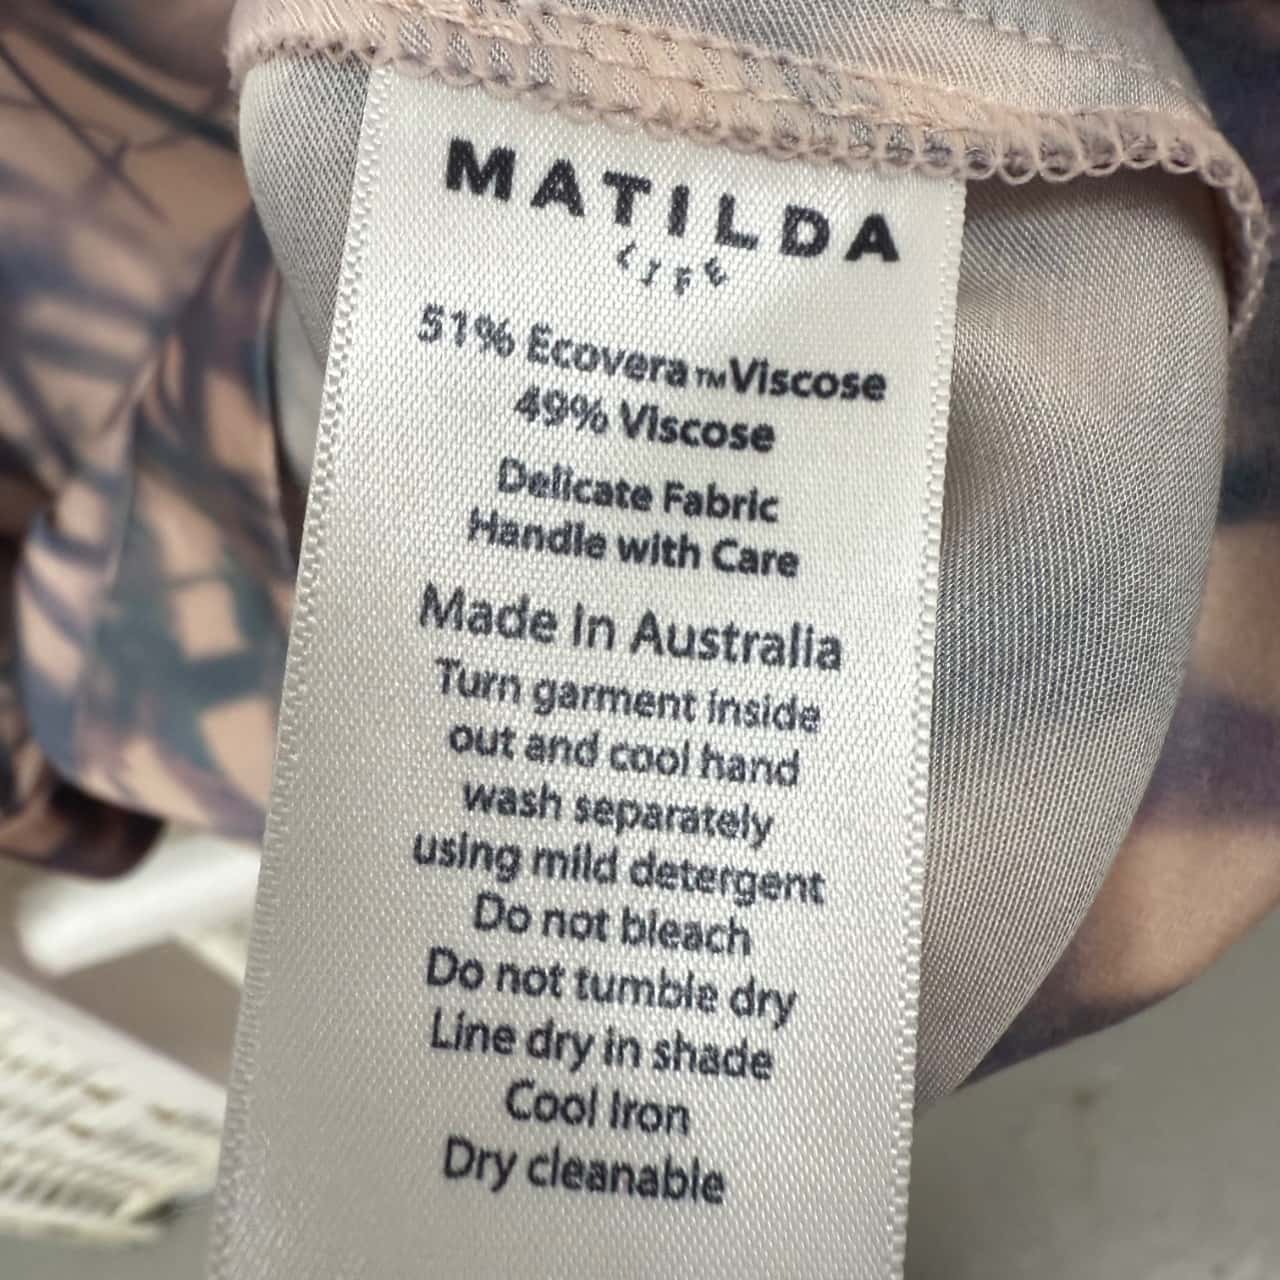 MATILDA
LIFE
51% Ecovera™Viscose
49% Viscose
Delicate Fabric
Handle with Care
Made In Australia
Turn garment inside
out and cool hand
wash separately
using mild detergent
Do not bleach
Do not tumble dry
Line dry in shade
Cool Iron
Dry cleanable